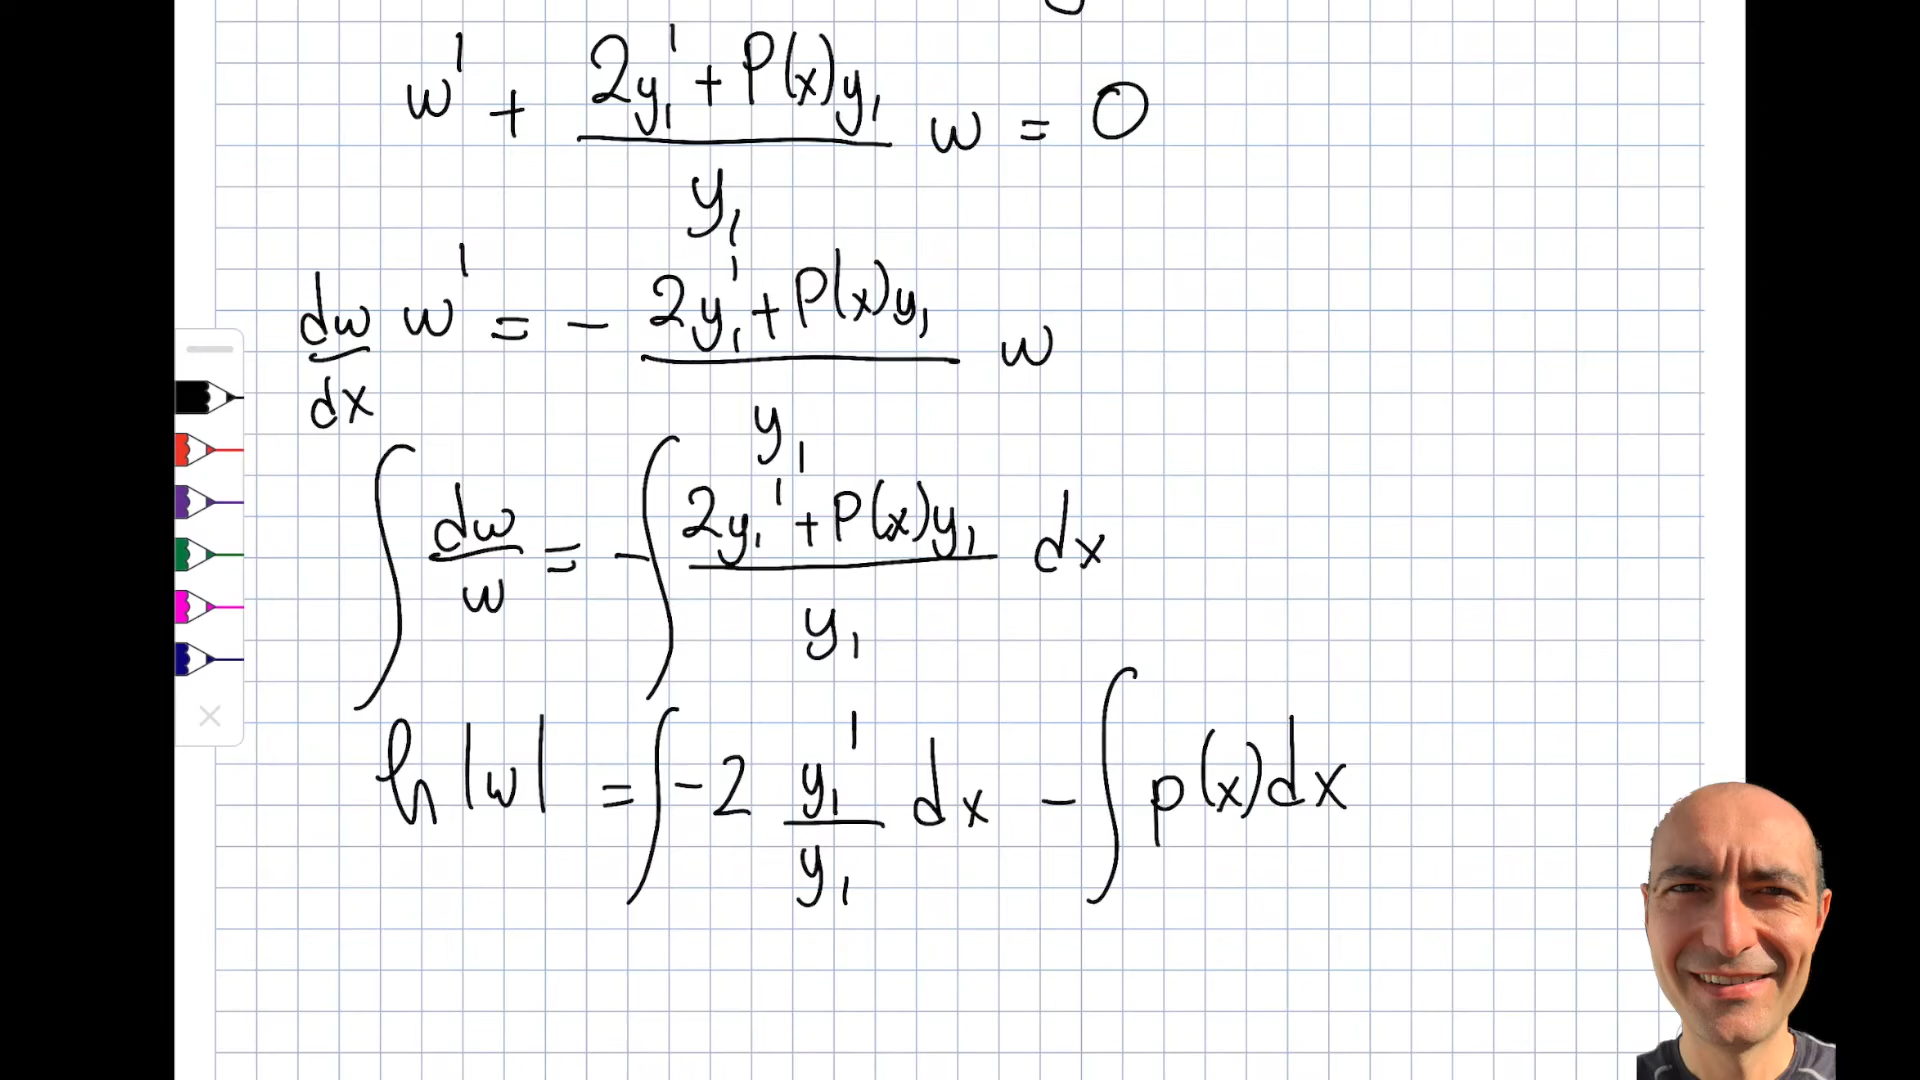 w' + (2y₁' + P(x)y₁)/y₁ w = 0
dw/dx w' = - (2y₁' + P(x)y₁)/y₁ w
∫ dw/w = -∫ (2y₁' + P(x)y₁)/y₁ dx
ln |w| = ∫ -2 y₁'/y₁ dx - ∫ p(x)dx